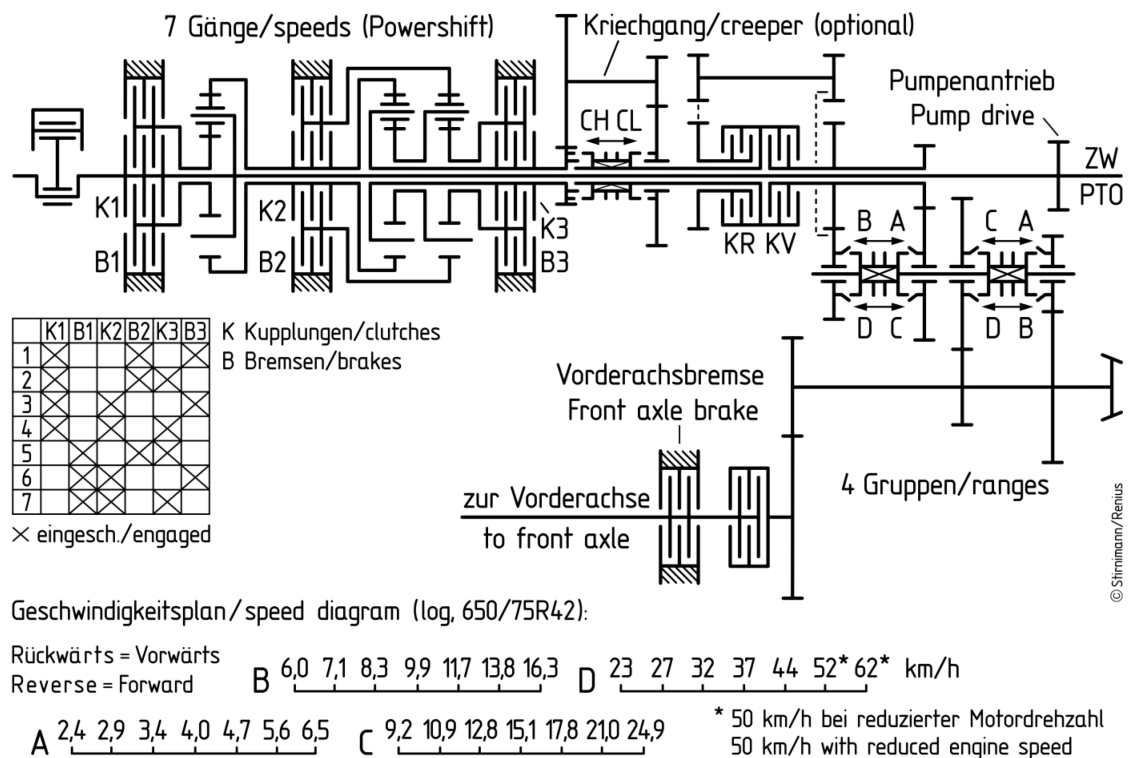 7 Gänge/speeds (Powershift)
Kriechgang/creeper (optional)
Pumpenantrieb
Pump drive
CH CL
ZW
PTO
K1
K2
K3
B1
B2
B3
KR KV
B A
C A
D C
D B
K1 B1 K2 B2 K3 B3
1
2
3
4
5
6
7
K Kupplungen/clutches
B Bremsen/brakes
× eingesch./engaged
Vorderachsbremse
Front axle brake
zur Vorderachse
to front axle
4 Gruppen/ranges
© Stirnimann/Renius
Geschwindigkeitsplan/speed diagram (log, 650/75R42):
Rückwärts = Vorwärts
Reverse = Forward
B 6,0 7,1 8,3 9,9 11,7 13,8 16,3
D 23 27 32 37 44 52* 62* km/h
A 2,4 2,9 3,4 4,0 4,7 5,6 6,5
C 9,2 10,9 12,8 15,1 17,8 21,0 24,9
* 50 km/h bei reduzierter Motordrehzahl
50 km/h with reduced engine speed